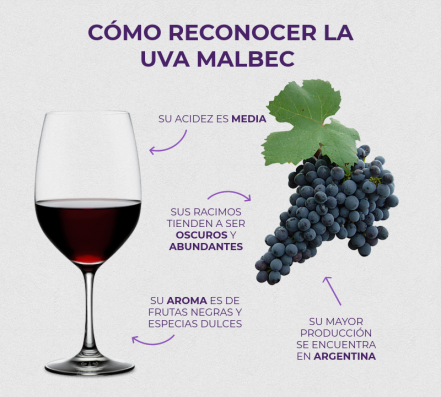 CÓMO RECONOCER LA
UVA MALBEC
SU ACIDEZ ES MEDIA
SUS RACIMOS
TIENDEN A SER
OSCUROS Y
ABUNDANTES
SU AROMA ES DE
FRUTAS NEGRAS Y
ESPECIAS DULCES
SU MAYOR
PRODUCCIÓN
SE ENCUENTRA
EN ARGENTINA